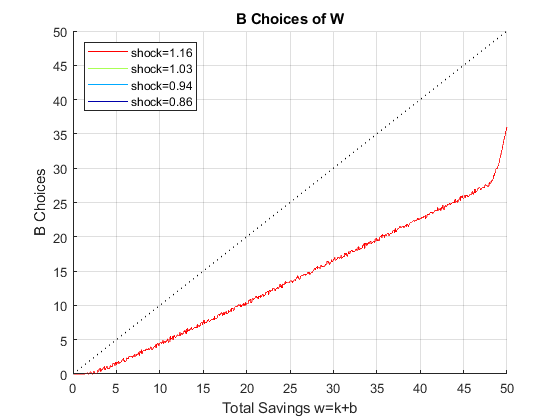 B Choices of W
50
45
40
35
30
25
20
15
10
5
0
B Choices
shock=1.16
shock=1.03
shock=0.94
shock=0.86
0 5 10 15 20 25 30 35 40 45 50
Total Savings w=k+b